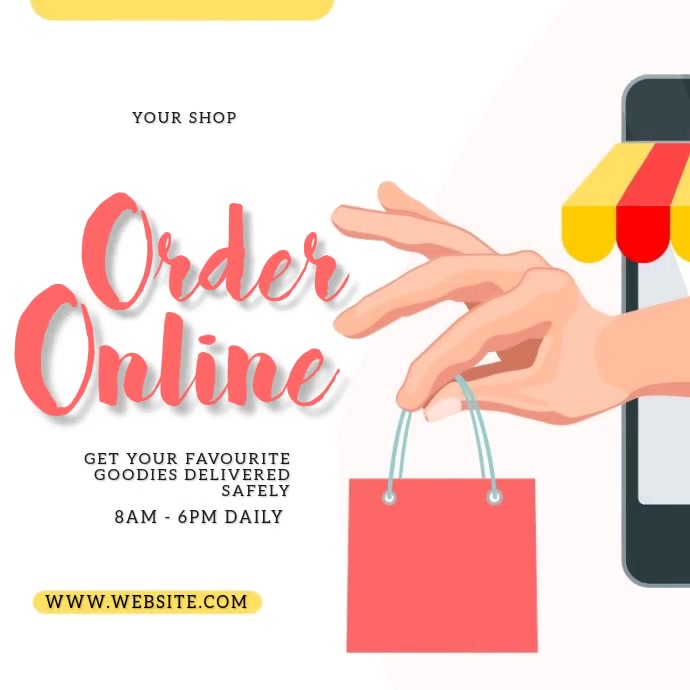 YOUR SHOP
Order
Online
GET YOUR FAVOURITE
GOODIES DELIVERED
SAFELY
8AM - 6PM DAILY
WWW.WEBSITE.COM